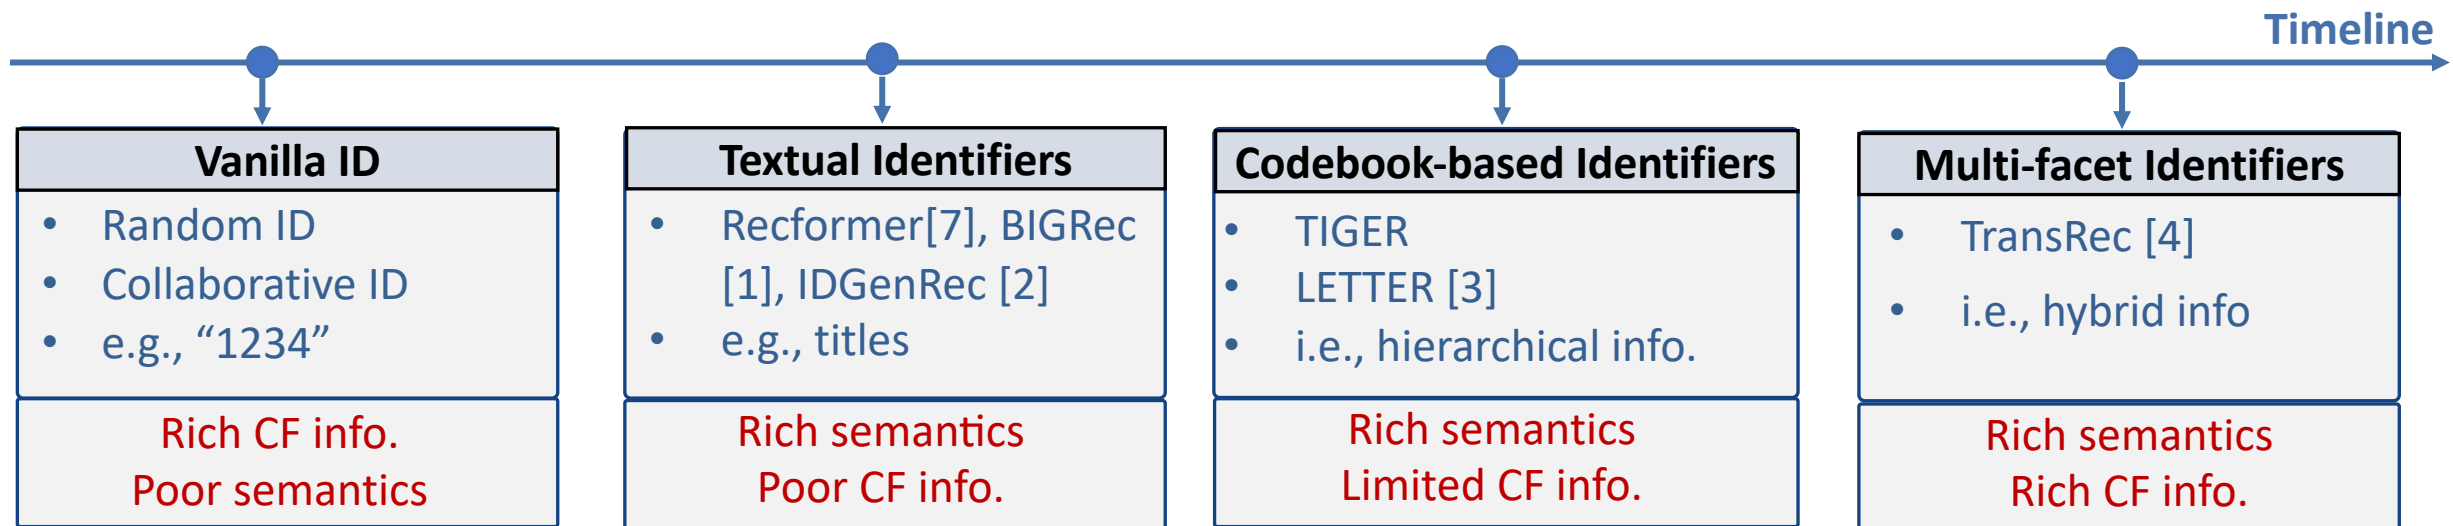 Timeline
Vanilla ID
• Random ID
• Collaborative ID
• e.g., “1234”
Rich CF info.
Poor semantics
Textual Identifiers
• Recformer[7], BIGRec
[1], IDGenRec [2]
• e.g., titles
Rich semantics
Poor CF info.
Codebook-based Identifiers
• TIGER
• LETTER [3]
• i.e., hierarchical info.
Rich semantics
Limited CF info.
Multi-facet Identifiers
• TransRec [4]
• i.e., hybrid info
Rich semantics
Rich CF info.